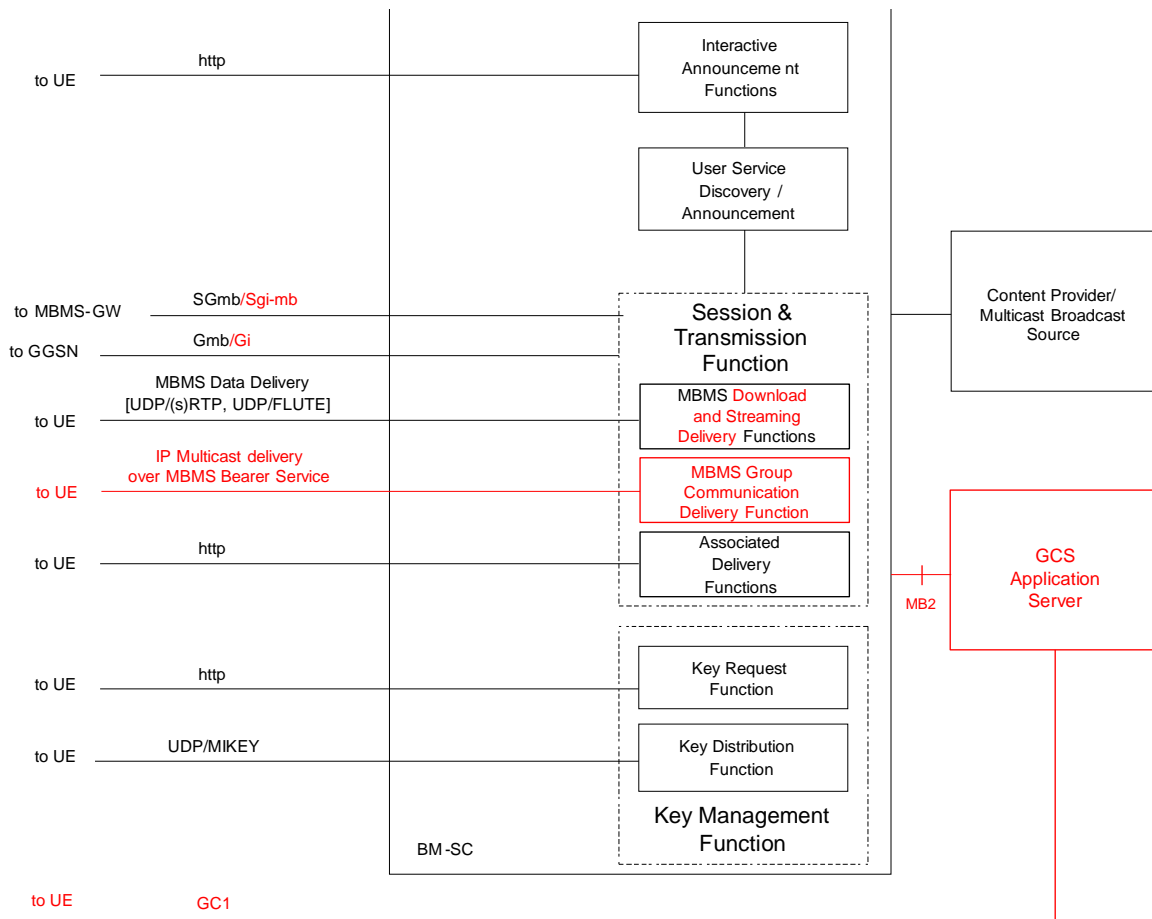 http
to UE
Interactive
Announceme nt
Functions
User Service
Discovery /
Announcement
SGmb/Sgi-mb
to MBMS-GW
Gmb/Gi
to GGSN
Session &
Transmission
Function
Content Provider/
Multicast Broadcast
Source
MBMS Data Delivery
[UDP/(s)RTP, UDP/FLUTE]
to UE
MBMS Download
and Streaming
Delivery Functions
IP Multicast delivery
over MBMS Bearer Service
to UE
MBMS Group
Communication
Delivery Function
http
to UE
Associated
Delivery
Functions
MB2
GCS
Application
Server
http
to UE
Key Request
Function
UDP/MIKEY
to UE
Key Distribution
Function
Key Management
Function
BM-SC
to UE
GC1